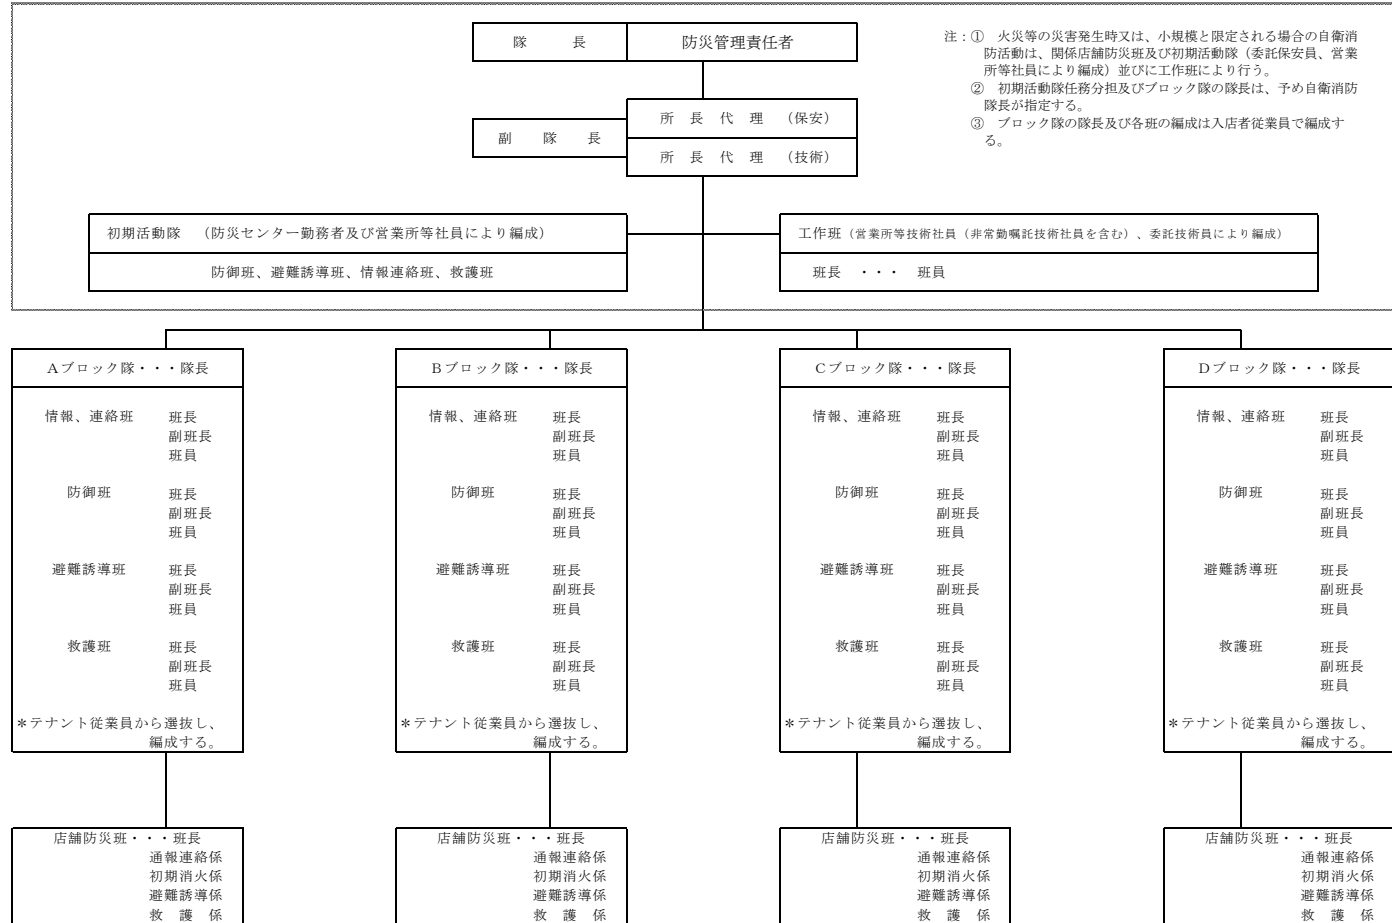 隊　　長　　防災管理責任者
注：①　火災等の災害発生時又は、小規模と限定される場合の自衛消
防活動は、関係店舗防災班及び初期活動隊（委託保安員、営業
所等社員により編成）並びに工作班により行う。
②　初期活動隊任務分担及びブロック隊の隊長は、予め自衛消防
隊長が指定する。
③　ブロック隊の隊長及び各班の編成は入店者従業員で編成す
る。
副　隊　長
所　長　代　理　（保安）
所　長　代　理　（技術）
初期活動隊　（防災センター勤務者及び営業所等社員により編成）
防御班、避難誘導班、情報連絡班、救護班
工作班（営業所等技術社員（非常勤嘱託技術社員を含む）、委託技術員により編成）
班長　・・・　班員
Aブロック隊・・・隊長
情報、連絡班　班長
副班長
班員
防御班　班長
副班長
班員
避難誘導班　班長
副班長
班員
救護班　班長
副班長
班員
＊テナント従業員から選抜し、
編成する。
店舗防災班・・・班長
通報連絡係
初期消火係
避難誘導係
救　護　係
Bブロック隊・・・隊長
情報、連絡班　班長
副班長
班員
防御班　班長
副班長
班員
避難誘導班　班長
副班長
班員
救護班　班長
副班長
班員
＊テナント従業員から選抜し、
編成する。
店舗防災班・・・班長
通報連絡係
初期消火係
避難誘導係
救　護　係
Cブロック隊・・・隊長
情報、連絡班　班長
副班長
班員
防御班　班長
副班長
班員
避難誘導班　班長
副班長
班員
救護班　班長
副班長
班員
＊テナント従業員から選抜し、
編成する。
店舗防災班・・・班長
通報連絡係
初期消火係
避難誘導係
救　護　係
Dブロック隊・・・隊長
情報、連絡班　班長
副班長
班員
防御班　班長
副班長
班員
避難誘導班　班長
副班長
班員
救護班　班長
副班長
班員
＊テナント従業員から選抜し、
編成する。
店舗防災班・・・班長
通報連絡係
初期消火係
避難誘導係
救　護　係